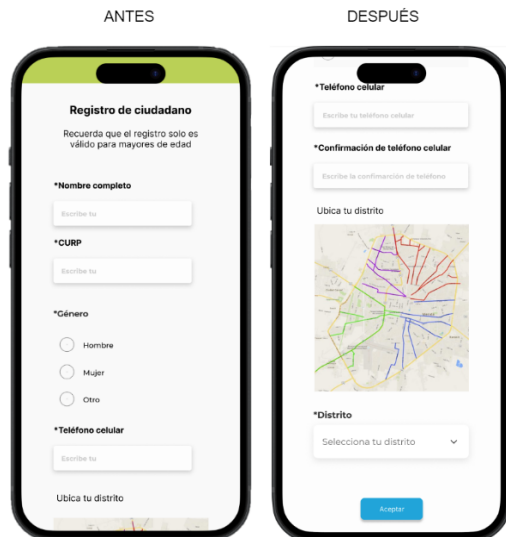 ANTES
Registro de ciudadano
Recuerda que el registro solo es
válido para mayores de edad
*Nombre completo
Escribe tu
*CURP
Escribe tu
*Género
Hombre
Mujer
Otro
*Teléfono celular
Escribe tu
Ubica tu distrito
DESPUÉS
*Teléfono celular
Escribe tu teléfono celular
*Confirmación de teléfono celular
Escribe la confimarción de teléfono
Ubica tu distrito
*Distrito
Selecciona tu distrito
Aceptar